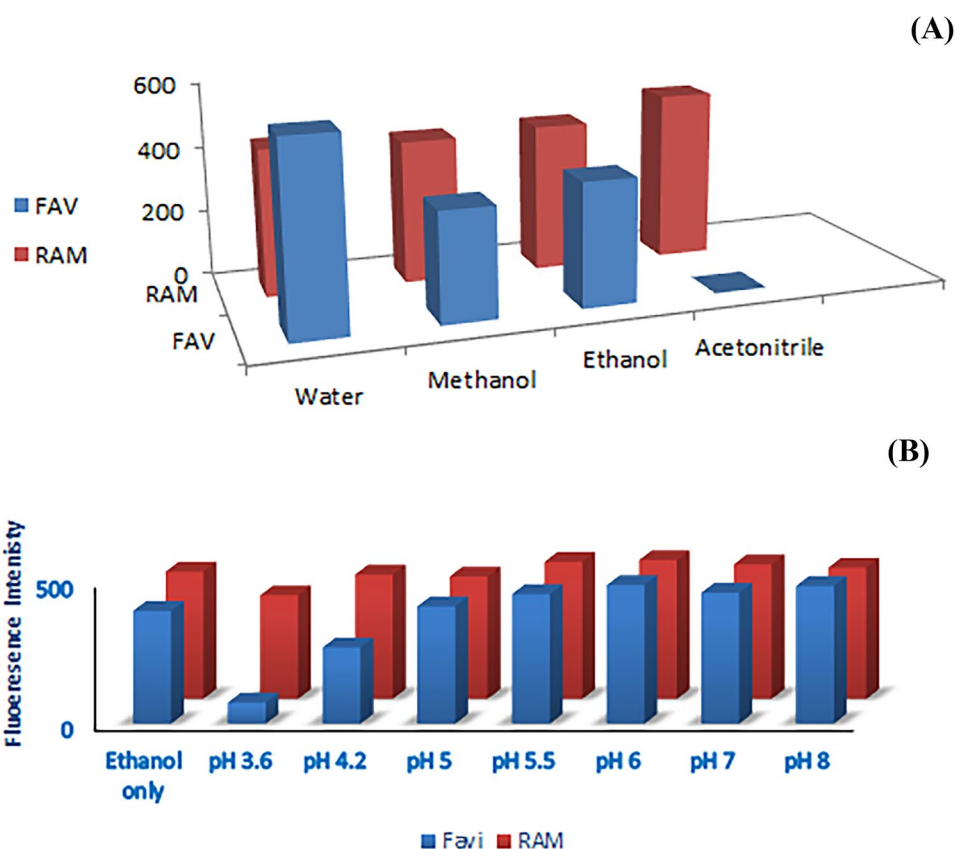 (A)
600
400
200
0
FAV
RAM
RAM
FAV
Water
Methanol
Ethanol
Acetonitrile
(B)
Fluoeresence Intenisty
500
0
Ethanol only
pH 3.6
pH 4.2
pH 5
pH 5.5
pH 6
pH 7
pH 8
Favi
RAM